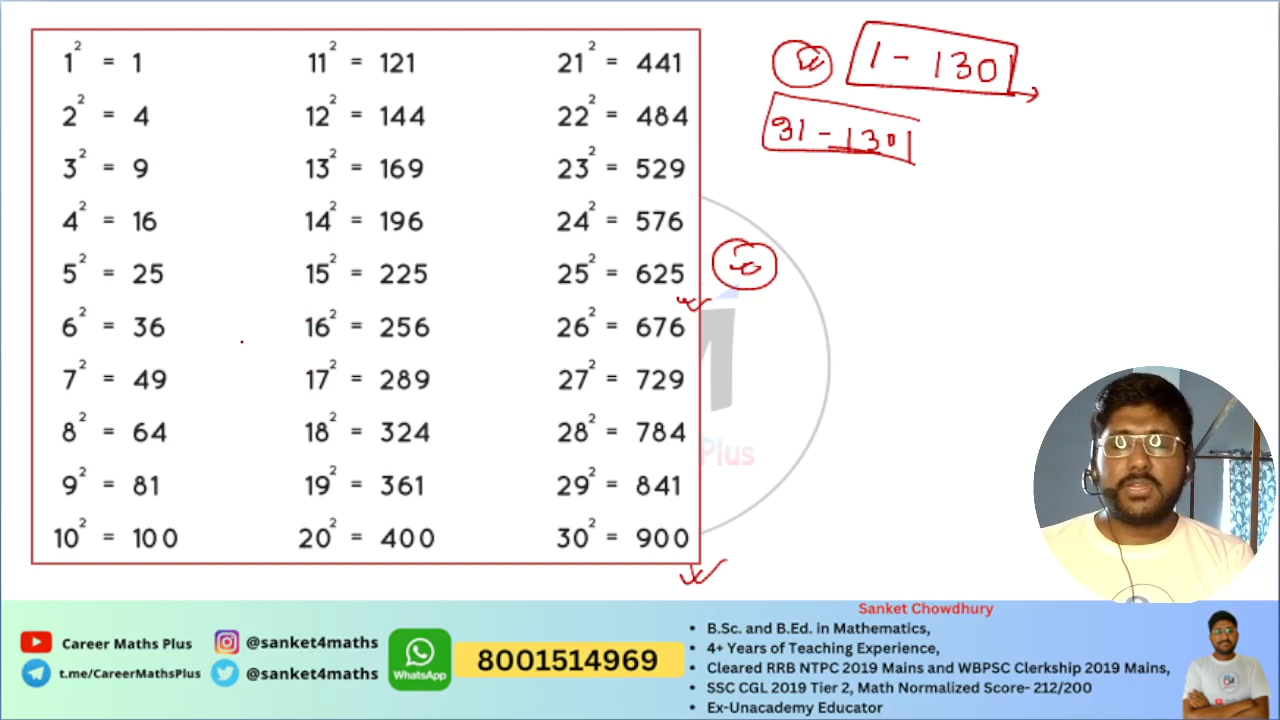 1² = 1
2² = 4
3² = 9
4² = 16
5² = 25
6² = 36
7² = 49
8² = 64
9² = 81
10² = 100
11² = 121
12² = 144
13² = 169
14² = 196
15² = 225
16² = 256
17² = 289
18² = 324
19² = 361
20² = 400
21² = 441
22² = 484
23² = 529
24² = 576
25² = 625
26² = 676
27² = 729
28² = 784
29² = 841
30² = 900
1 - 130
31 - 130
Plus
Career Maths Plus
@sanket4maths
t.me/CareerMathsPlus
@sanket4maths
WhatsApp
8001514969
Sanket Chowdhury
• B.Sc. and B.Ed. in Mathematics,
• 4+ Years of Teaching Experience,
• Cleared RRB NTPC 2019 Mains and WBPSC Clerkship 2019 Mains,
• SSC CGL 2019 Tier 2, Math Normalized Score- 212/200
• Ex-Unacademy Educator